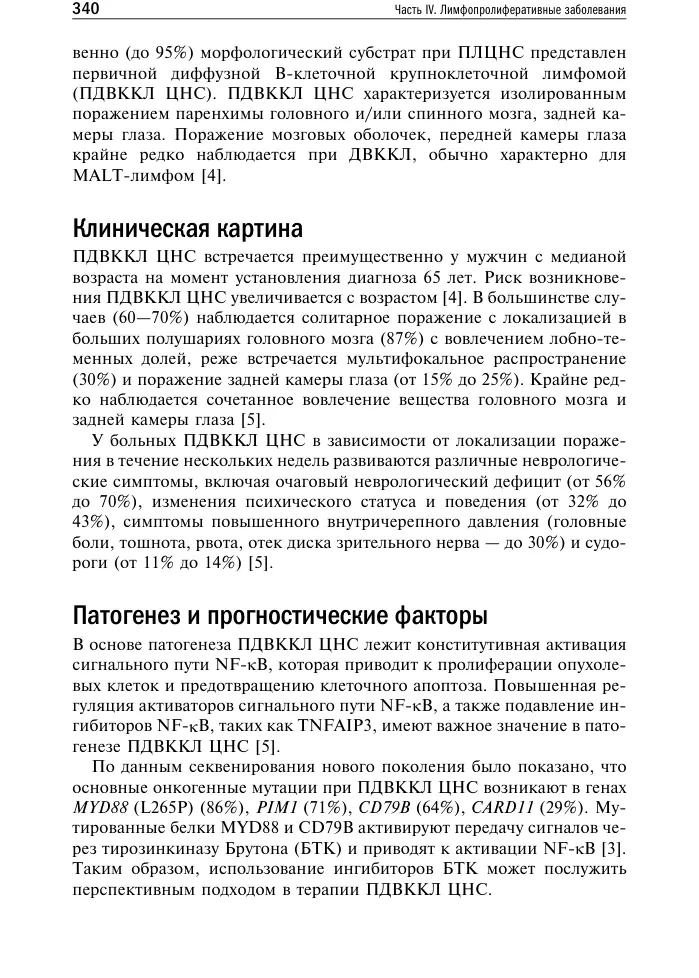 340
Часть IV. Лимфопролиферативные заболевания
венно (до 95%) морфологический субстрат при ПЛЦНС представлен
первичной диффузной В-клеточной крупноклеточной лимфомой
(ПДВККЛ ЦНС). ПДВККЛ ЦНС характеризуется изолированным
поражением паренхимы головного и/или спинного мозга, задней ка-
меры глаза. Поражение мозговых оболочек, передней камеры глаза
крайне редко наблюдается при ДВККЛ, обычно характерно для
MALT-лимфом [4].
Клиническая картина
ПДВККЛ ЦНС встречается преимущественно у мужчин с медианой
возраста на момент установления диагноза 65 лет. Риск возникнове-
ния ПДВККЛ ЦНС увеличивается с возрастом [4]. В большинстве слу-
чаев (60—70%) наблюдается солитарное поражение с локализацией в
больших полушариях головного мозга (87%) с вовлечением лобно-те-
менных долей, реже встречается мультифокальное распространение
(30%) и поражение задней камеры глаза (от 15% до 25%). Крайне ред-
ко наблюдается сочетанное вовлечение вещества головного мозга и
задней камеры глаза [5].
У больных ПДВККЛ ЦНС в зависимости от локализации пораже-
ния в течение нескольких недель развиваются различные неврологиче-
ские симптомы, включая очаговый неврологический дефицит (от 56%
до 70%), изменения психического статуса и поведения (от 32% до
43%), симптомы повышенного внутричерепного давления (головные
боли, тошнота, рвота, отек диска зрительного нерва — до 30%) и судо-
роги (от 11% до 14%) [5].
Патогенез и прогностические факторы
В основе патогенеза ПДВККЛ ЦНС лежит конститутивная активация
сигнального пути NF-κB, которая приводит к пролиферации опухоле-
вых клеток и предотвращению клеточного апоптоза. Повышенная ре-
гуляция активаторов сигнального пути NF-κB, а также подавление ин-
гибиторов NF-κB, таких как TNFAIP3, имеют важное значение в пато-
генезе ПДВККЛ ЦНС [5].
По данным секвенирования нового поколения было показано, что
основные онкогенные мутации при ПДВККЛ ЦНС возникают в генах
MYD88 (L265P) (86%), PIM1 (71%), CD79B (64%), CARD11 (29%). Му-
тированные белки MYD88 и CD79B активируют передачу сигналов че-
рез тирозинкиназу Брутона (БТК) и приводят к активации NF-κB [3].
Таким образом, использование ингибиторов БТК может послужить
перспективным подходом в терапии ПДВККЛ ЦНС.